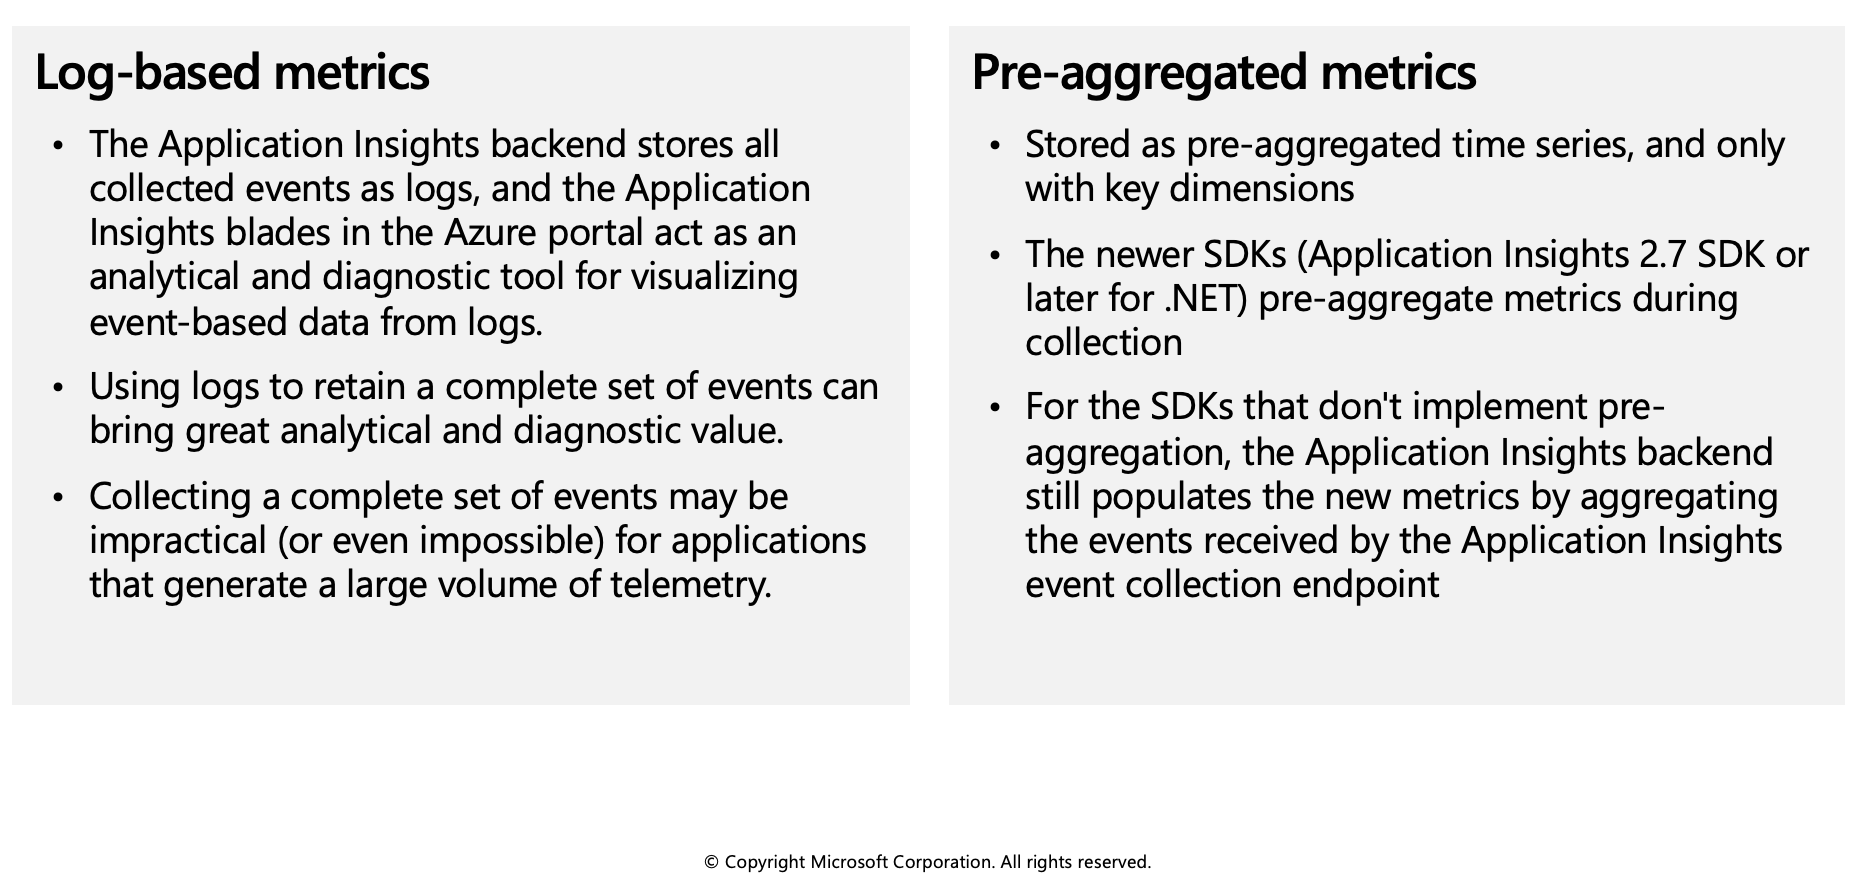 Log-based metrics
• The Application Insights backend stores all
collected events as logs, and the Application
Insights blades in the Azure portal act as an
analytical and diagnostic tool for visualizing
event-based data from logs.
• Using logs to retain a complete set of events can
bring great analytical and diagnostic value.
• Collecting a complete set of events may be
impractical (or even impossible) for applications
that generate a large volume of telemetry.
Pre-aggregated metrics
• Stored as pre-aggregated time series, and only
with key dimensions
• The newer SDKs (Application Insights 2.7 SDK or
later for .NET) pre-aggregate metrics during
collection
• For the SDKs that don't implement pre-
aggregation, the Application Insights backend
still populates the new metrics by aggregating
the events received by the Application Insights
event collection endpoint
© Copyright Microsoft Corporation. All rights reserved.